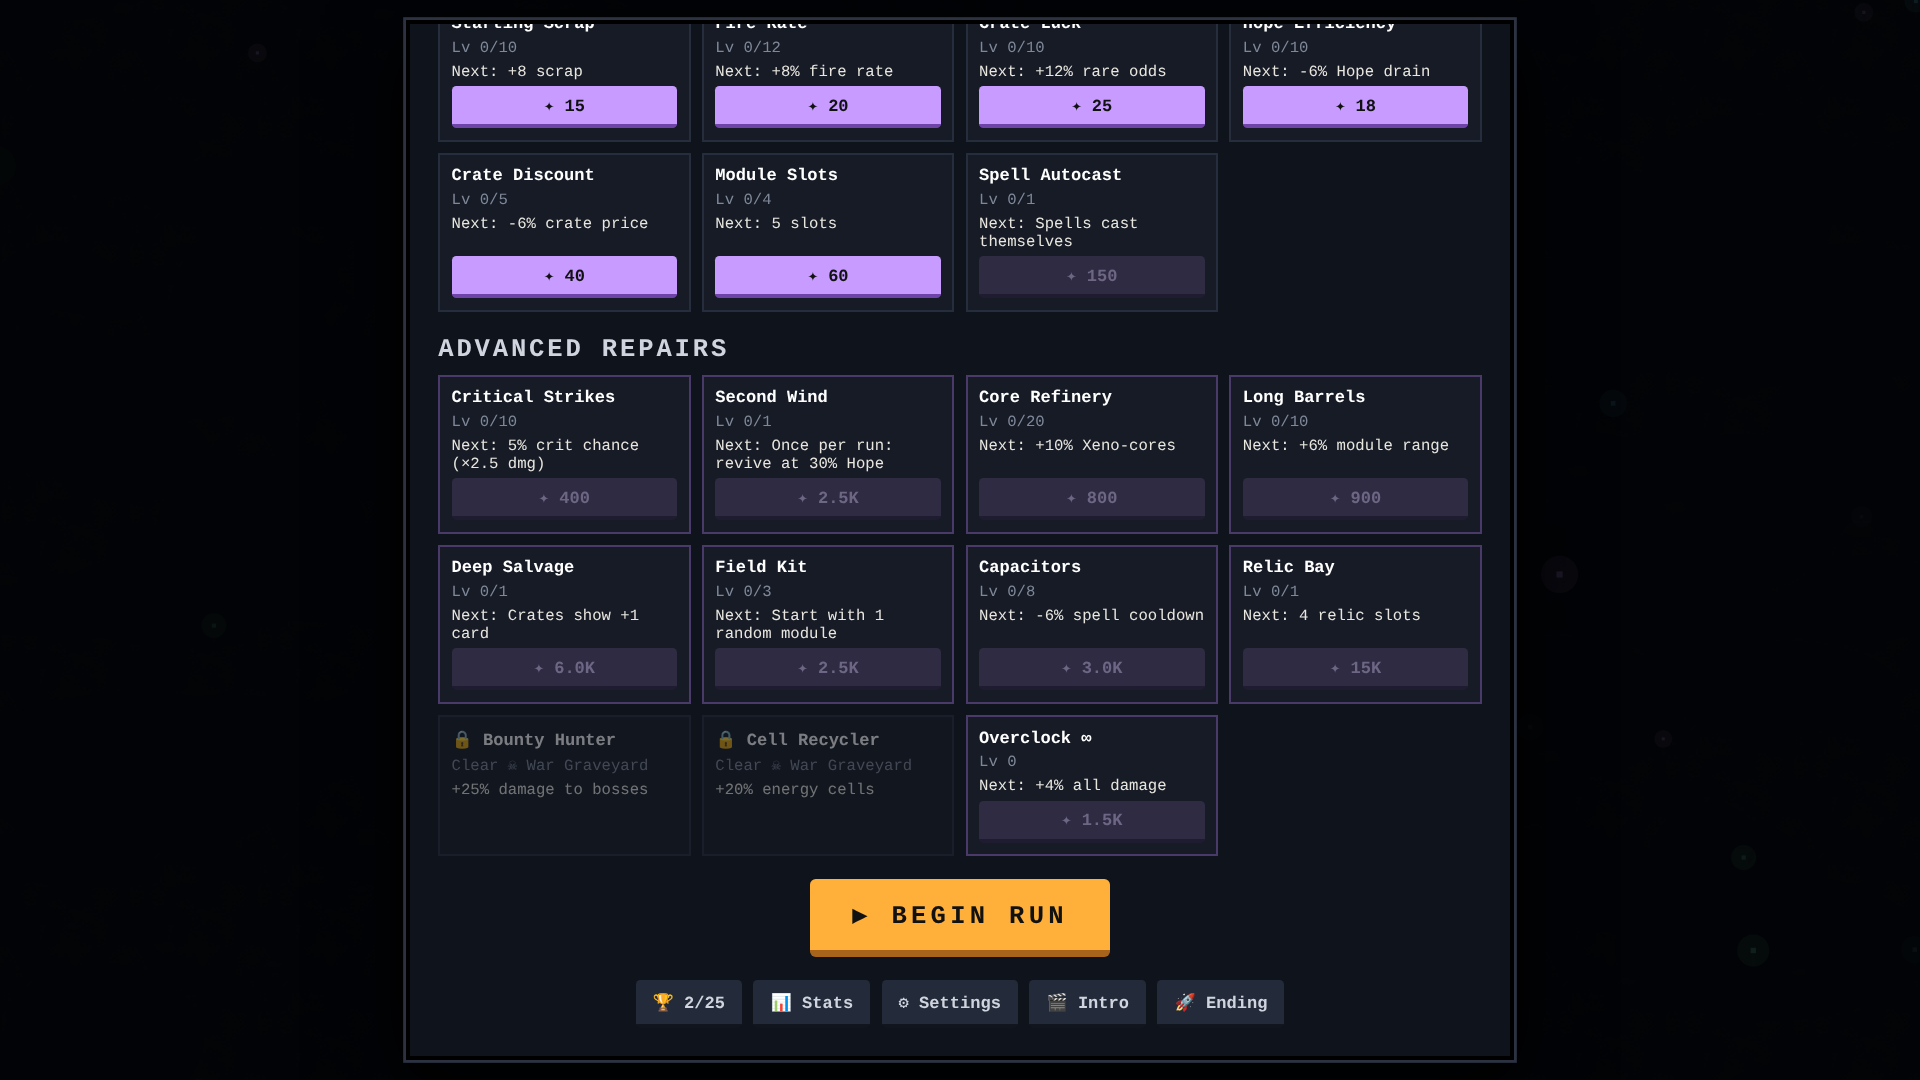 Starting Scrap
Lv 0/10
Next: +8 scrap
✦ 15
Fire Rate
Lv 0/12
Next: +8% fire rate
✦ 20
Crate Luck
Lv 0/10
Next: +12% rare odds
✦ 25
Hope Efficiency
Lv 0/10
Next: -6% Hope drain
✦ 18
Crate Discount
Lv 0/5
Next: -6% crate price
✦ 40
Module Slots
Lv 0/4
Next: 5 slots
✦ 60
Spell Autocast
Lv 0/1
Next: Spells cast
themselves
✦ 150
ADVANCED REPAIRS
Critical Strikes
Lv 0/10
Next: 5% crit chance
(×2.5 dmg)
✦ 400
Second Wind
Lv 0/1
Next: Once per run:
revive at 30% Hope
✦ 2.5K
Core Refinery
Lv 0/20
Next: +10% Xeno-cores
✦ 800
Long Barrels
Lv 0/10
Next: +6% module range
✦ 900
Deep Salvage
Lv 0/1
Next: Crates show +1
card
✦ 6.0K
Field Kit
Lv 0/3
Next: Start with 1
random module
✦ 2.5K
Capacitors
Lv 0/8
Next: -6% spell cooldown
✦ 3.0K
Relic Bay
Lv 0/1
Next: 4 relic slots
✦ 15K
🔒 Bounty Hunter
Clear ☠ War Graveyard
+25% damage to bosses
🔒 Cell Recycler
Clear ☠ War Graveyard
+20% energy cells
Overclock ∞
Lv 0
Next: +4% all damage
✦ 1.5K
▶ BEGIN RUN
🏆 2/25
📊 Stats
⚙ Settings
🎬 Intro
🚀 Ending